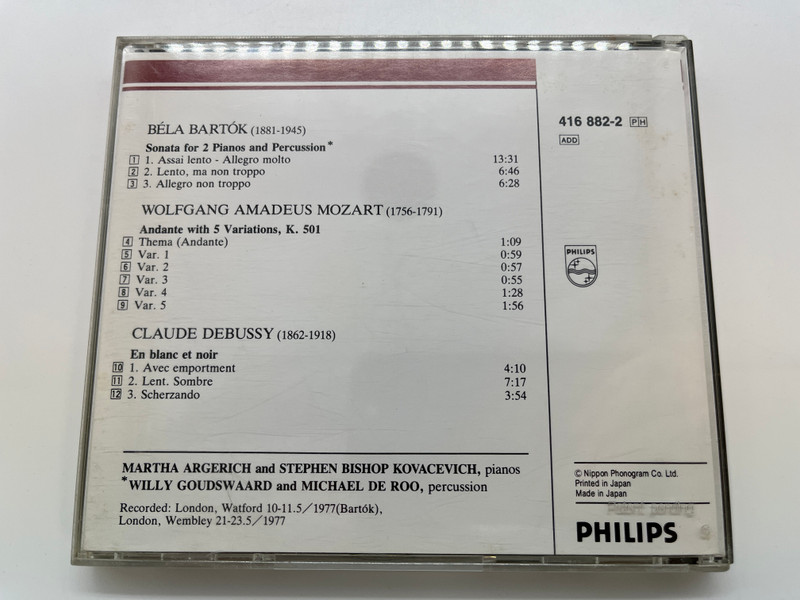 BÉLA BARTÓK (1881-1945)
Sonata for 2 Pianos and Percussion*
1 1. Assai lento - Allegro molto 13:31
2 2. Lento, ma non troppo 6:46
3 3. Allegro non troppo 6:28
WOLFGANG AMADEUS MOZART (1756-1791)
Andante with 5 Variations, K. 501
4 Thema (Andante) 1:09
5 Var. 1 0:59
6 Var. 2 0:57
7 Var. 3 0:55
8 Var. 4 1:28
9 Var. 5 1:56
CLAUDE DEBUSSY (1862-1918)
En blanc et noir
10 1. Avec emportment 4:10
11 2. Lent. Sombre 7:17
12 3. Scherzando 3:54
MARTHA ARGERICH and STEPHEN BISHOP KOVACEVICH, pianos
*WILLY GOUDSWAARD and MICHAEL DE ROO, percussion
Recorded: London, Watford 10-11.5/1977(Bartók),
London, Wembley 21-23.5/1977
416 882-2 PH
ADD
PHILIPS
© Nippon Phonogram Co. Ltd.
Printed in Japan
Made in Japan
PHILIPS